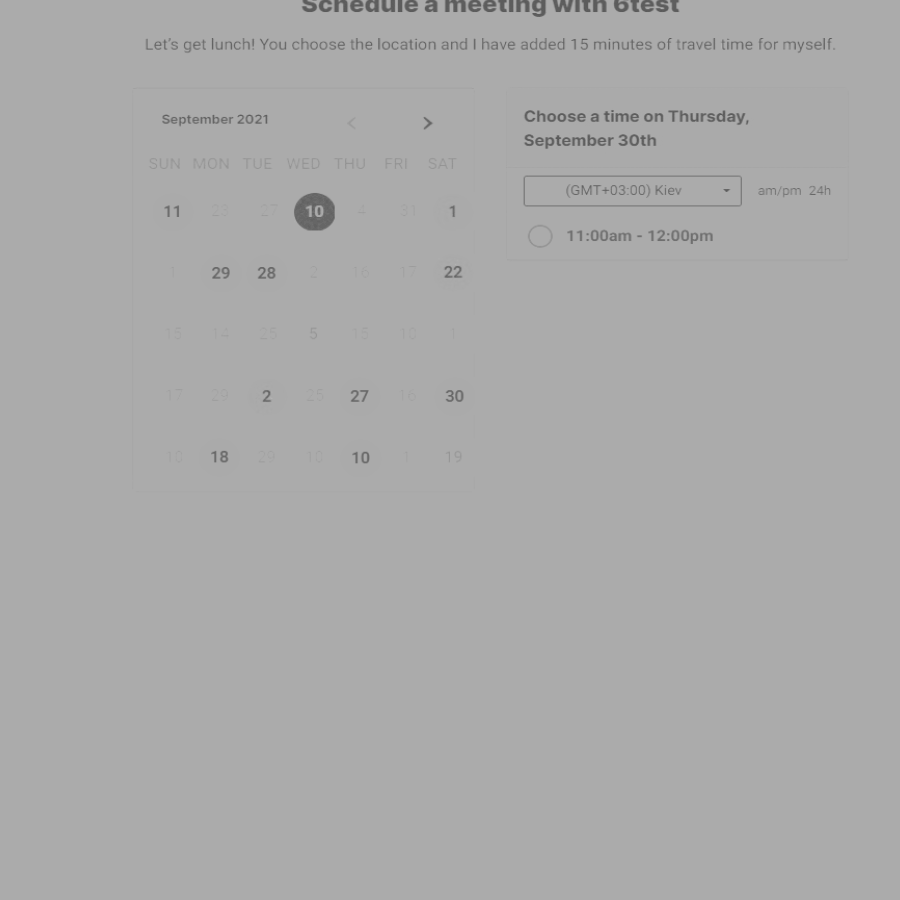 Schedule a meeting with 6test
Let's get lunch! You choose the location and I have added 15 minutes of travel time for myself.
September 2021
SUN MON TUE WED THU FRI SAT
11 23 27 10 4 31 1
1 29 28 2 16 17 22
14 25 5 15 10 1
17 29 2 25 27 16 30
10 18 29 10 1 19
Choose a time on Thursday,
September 30th
(GMT+03:00) Kiev am/pm 24h
11:00am - 12:00pm